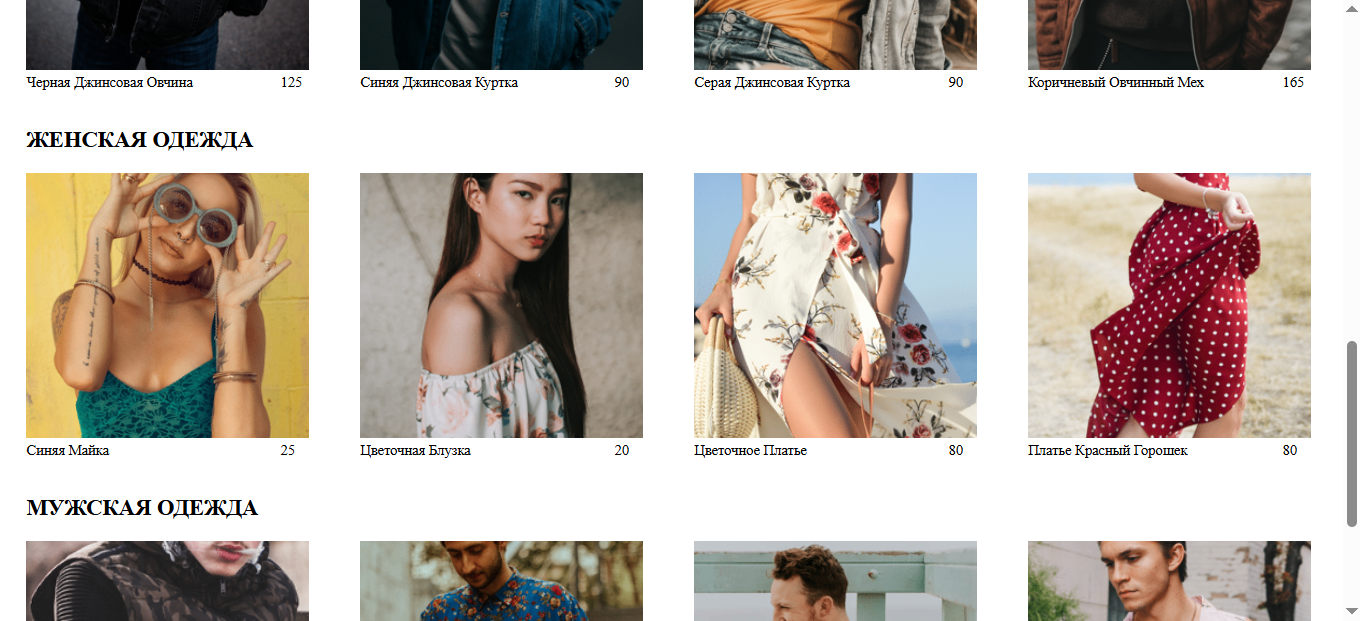 Черная Джинсовая Овчина 125
Синяя Джинсовая Куртка 90
Серая Джинсовая Куртка 90
Коричневый Овчинный Мех 165
ЖЕНСКАЯ ОДЕЖДА
Синяя Майка 25
Цветочная Блузка 20
Цветочное Платье 80
Платье Красный Горошек 80
МУЖСКАЯ ОДЕЖДА